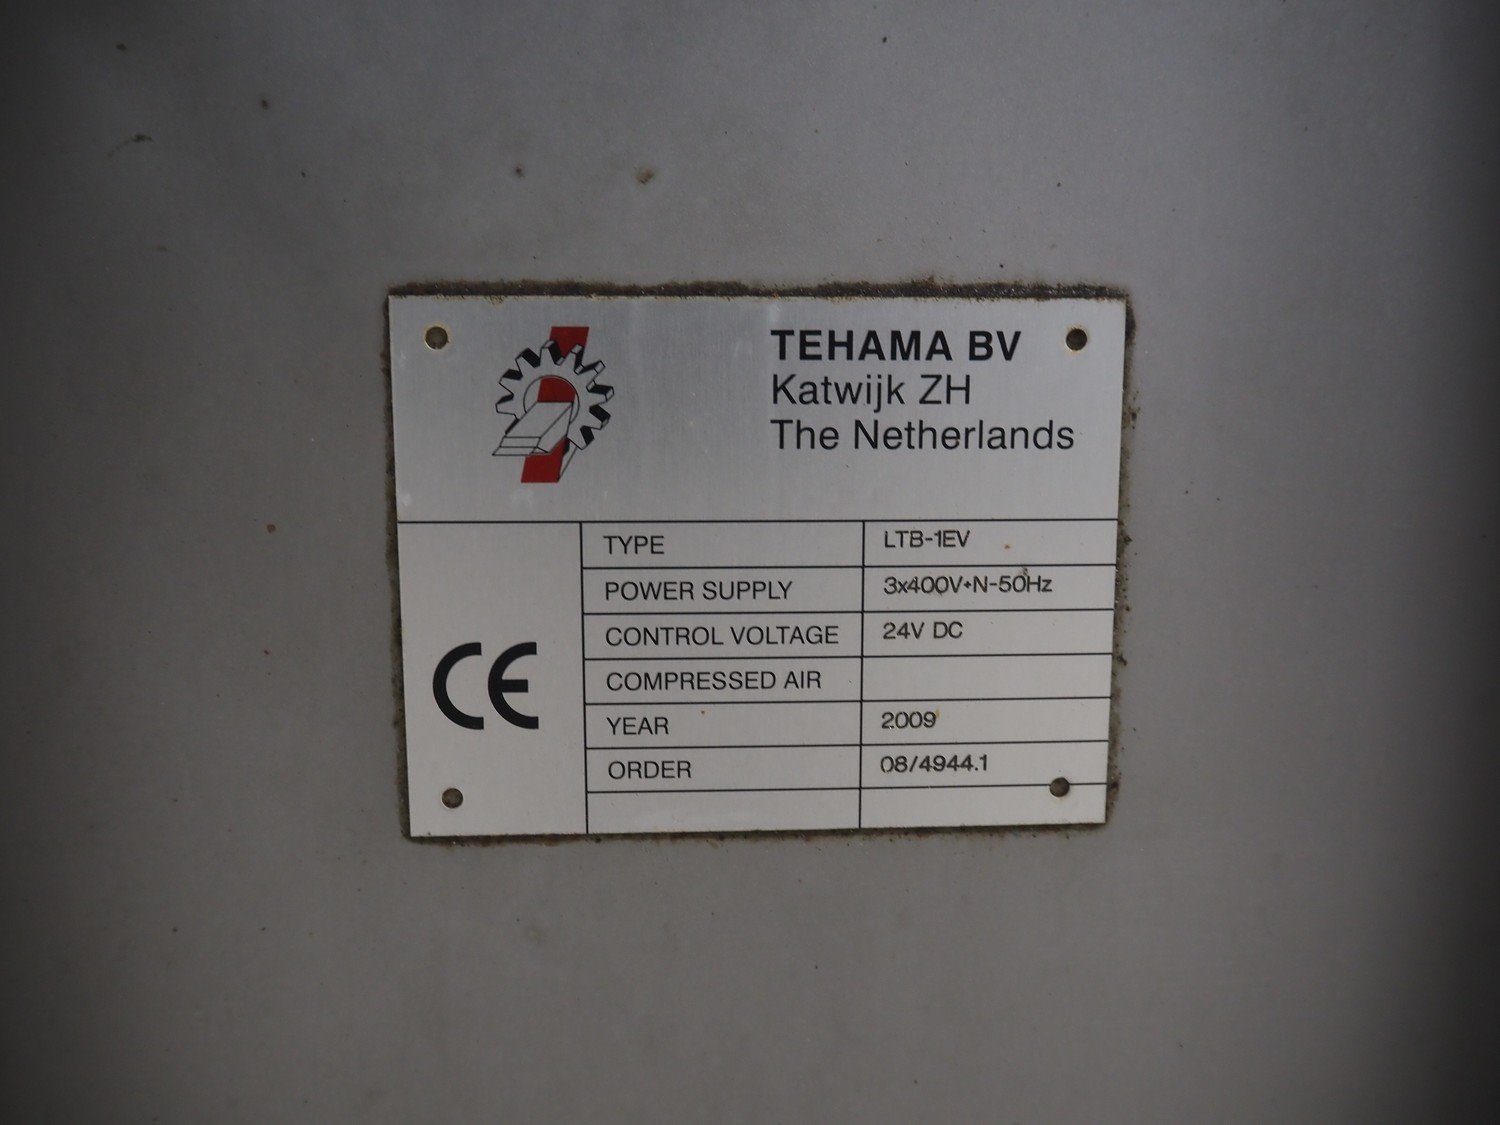 TEHAMA BV
Katwijk ZH
The Netherlands
TYPE LTB-1EV
POWER SUPPLY 3x400V+N-50Hz
CONTROL VOLTAGE 24V DC
COMPRESSED AIR
YEAR 2009
ORDER 08/4944.1
CE